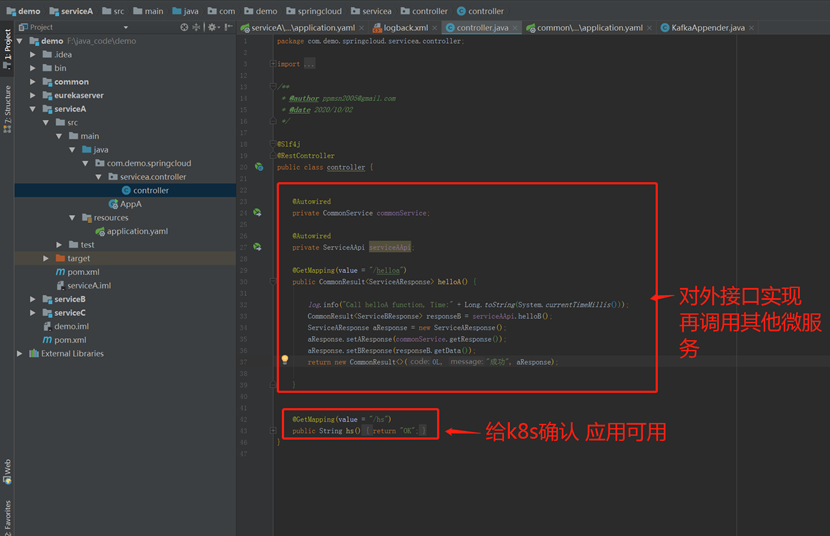 demo serviceA src main java com demo springcloud servicea controller controller
Project
serviceA\...\application.yaml logback.xml controller.java common\...\application.yaml KafkaAppender.java
1: Project
7: Structure
Web
2: Favorites
demo F:\java_code\demo
.idea
bin
common
eurekaserver
serviceA
src
main
java
com.demo.springcloud
servicea.controller
controller
AppA
resources
application.yaml
test
target
pom.xml
serviceA.iml
serviceB
serviceC
demo.iml
pom.xml
External Libraries
package com.demo.springcloud.servicea.controller;
import ...
/**
* @author ppmsn2005@gmail.com
* @date 2020/10/02
*/
@Slf4j
@RestController
public class controller {
@Autowired
private CommonService commonService;
@Autowired
private ServiceAApi serviceAApi;
@GetMapping(value = "/helloa")
public CommonResult<ServiceAResponse> helloA() {
log.info("Call helloA function, Time:" + Long.toString(System.currentTimeMillis()));
CommonResult<ServiceBResponse> responseB = serviceAApi.helloB();
ServiceAResponse aResponse = new ServiceAResponse();
aResponse.setAResponse(commonService.getResponse());
aResponse.setBResponse(responseB.getData());
return new CommonResult<>( code: 0L, message: "成功", aResponse);
}
@GetMapping(value = "/hs")
public String hs() { return "OK"; }
}
对外接口实现
再调用其他微服
务
给k8s确认 应用可用